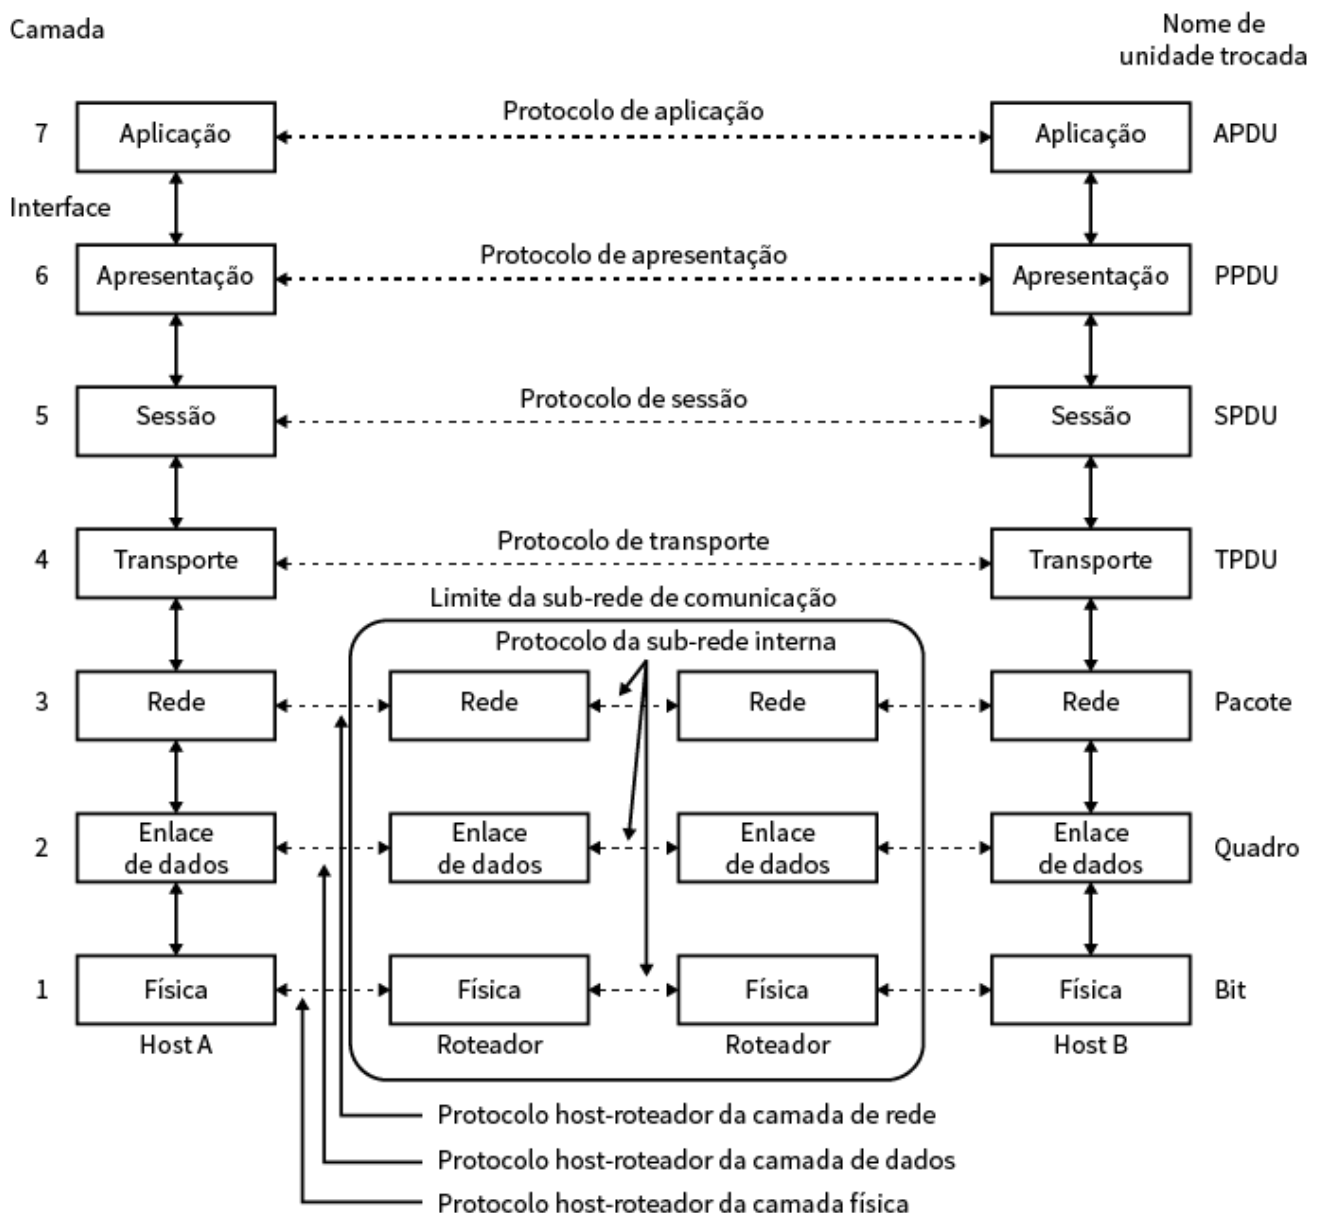 Camada
Nome de
unidade trocada
Protocolo de aplicação
7
Aplicação
Aplicação
APDU
Interface
Protocolo de apresentação
6
Apresentação
Apresentação
PPDU
Protocolo de sessão
5
Sessão
Sessão
SPDU
Protocolo de transporte
4
Transporte
Transporte
TPDU
Limite da sub-rede de comunicação
Protocolo da sub-rede interna
3
Rede
Rede
Rede
Rede
Pacote
2
Enlace
de dados
Enlace
de dados
Enlace
de dados
Enlace
de dados
Quadro
1
Física
Física
Física
Física
Bit
Host A
Roteador
Roteador
Host B
Protocolo host-roteador da camada de rede
Protocolo host-roteador da camada de dados
Protocolo host-roteador da camada física